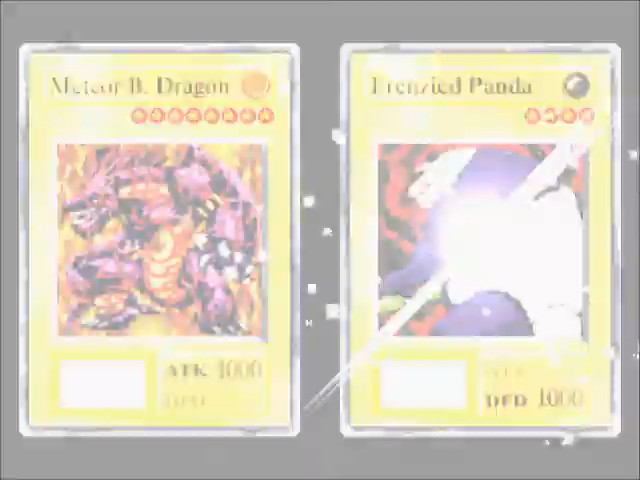 Meteor B. Dragon
Frenzied Panda
ATK 1000
DFD 1000